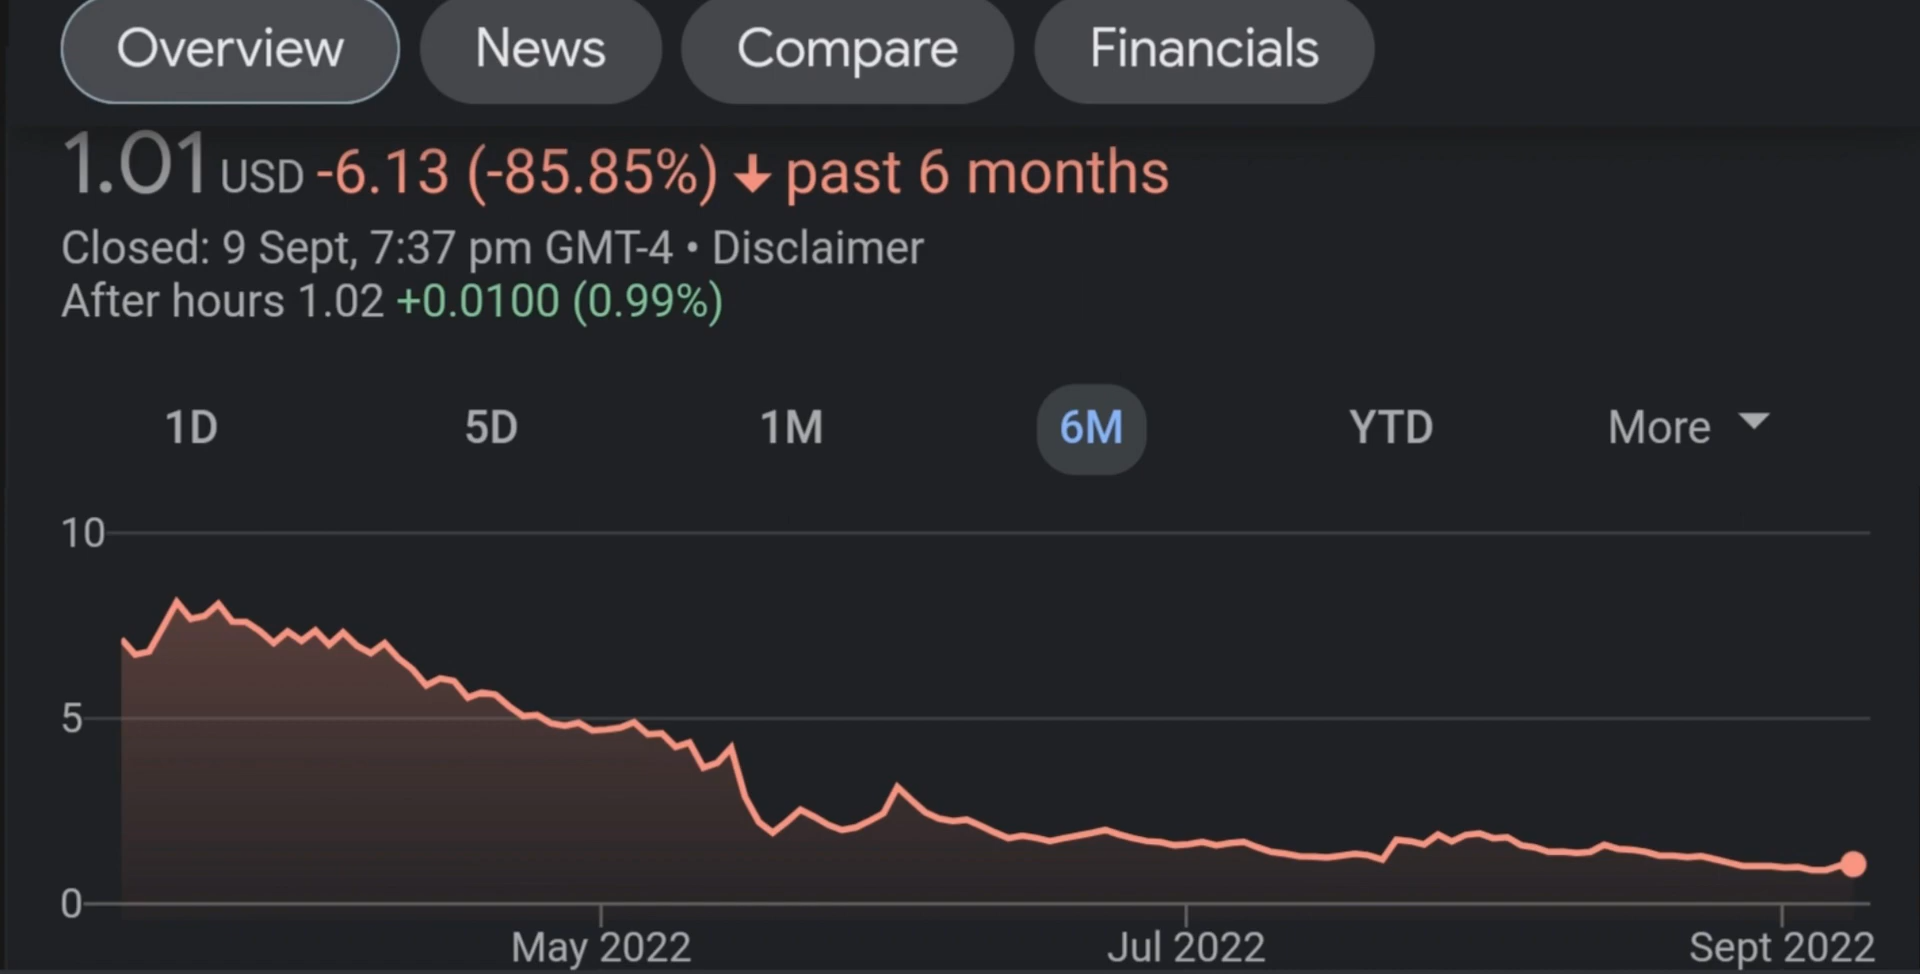 Overview News Compare Financials
1.01 USD -6.13 (-85.85%) ↓ past 6 months
Closed: 9 Sept, 7:37 pm GMT-4 • Disclaimer
After hours 1.02 +0.0100 (0.99%)
1D 5D 1M 6M YTD More
10
5
0
May 2022 Jul 2022 Sept 2022